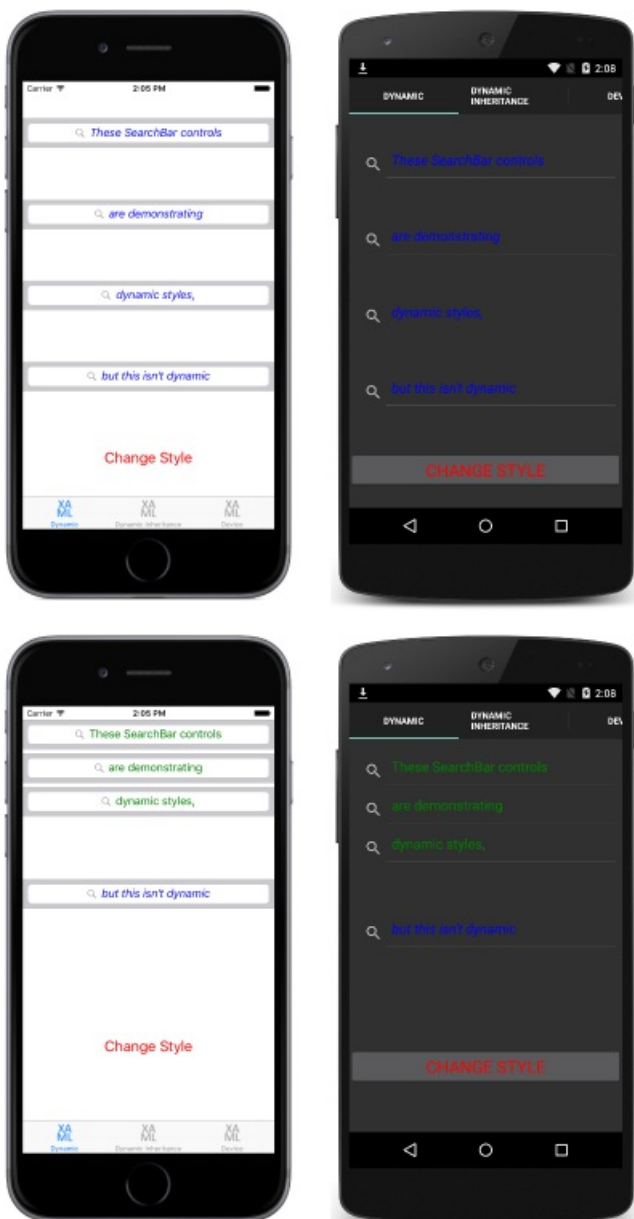 Carrier 2:05 PM
These SearchBar controls
are demonstrating
dynamic styles,
but this isn't dynamic
Change Style
XA
ML
Dynamic
XA
ML
Dynamic Inheritance
XA
ML
Device
2:08
DYNAMIC
DYNAMIC
INHERITANCE
DEV
These SearchBar controls
are demonstrating
dynamic styles,
but this isn't dynamic
CHANGE STYLE
Carrier 2:05 PM
These SearchBar controls
are demonstrating
dynamic styles,
but this isn't dynamic
Change Style
XA
ML
Dynamic
XA
ML
Dynamic Inheritance
XA
ML
Device
2:08
DYNAMIC
DYNAMIC
INHERITANCE
DEV
These SearchBar controls
are demonstrating
dynamic styles,
but this isn't dynamic
CHANGE STYLE